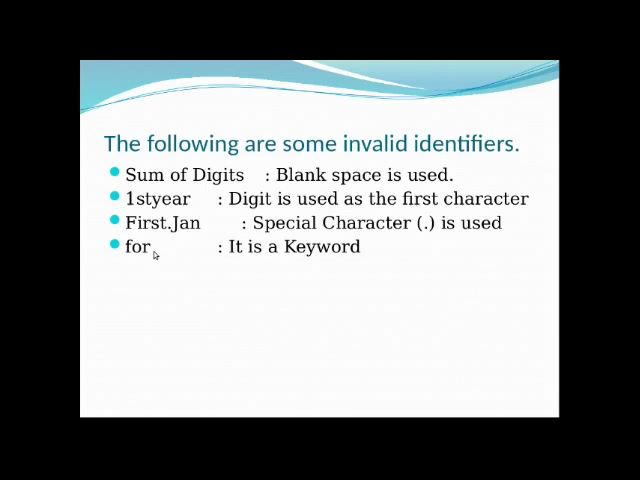 The following are some invalid identifiers.
Sum of Digits : Blank space is used.
1styear : Digit is used as the first character
First.Jan : Special Character (.) is used
for : It is a Keyword